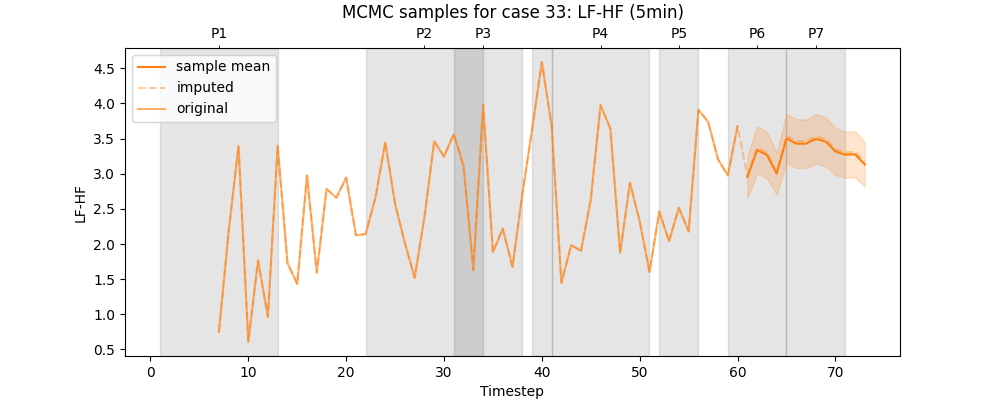 MCMC samples for case 33: LF-HF (5min)
P1 P2 P3 P4 P5 P6 P7
sample mean
imputed
original
4.5
4.0
3.5
3.0
2.5
2.0
1.5
1.0
0.5
LF-HF
0 10 20 30 40 50 60 70
Timestep